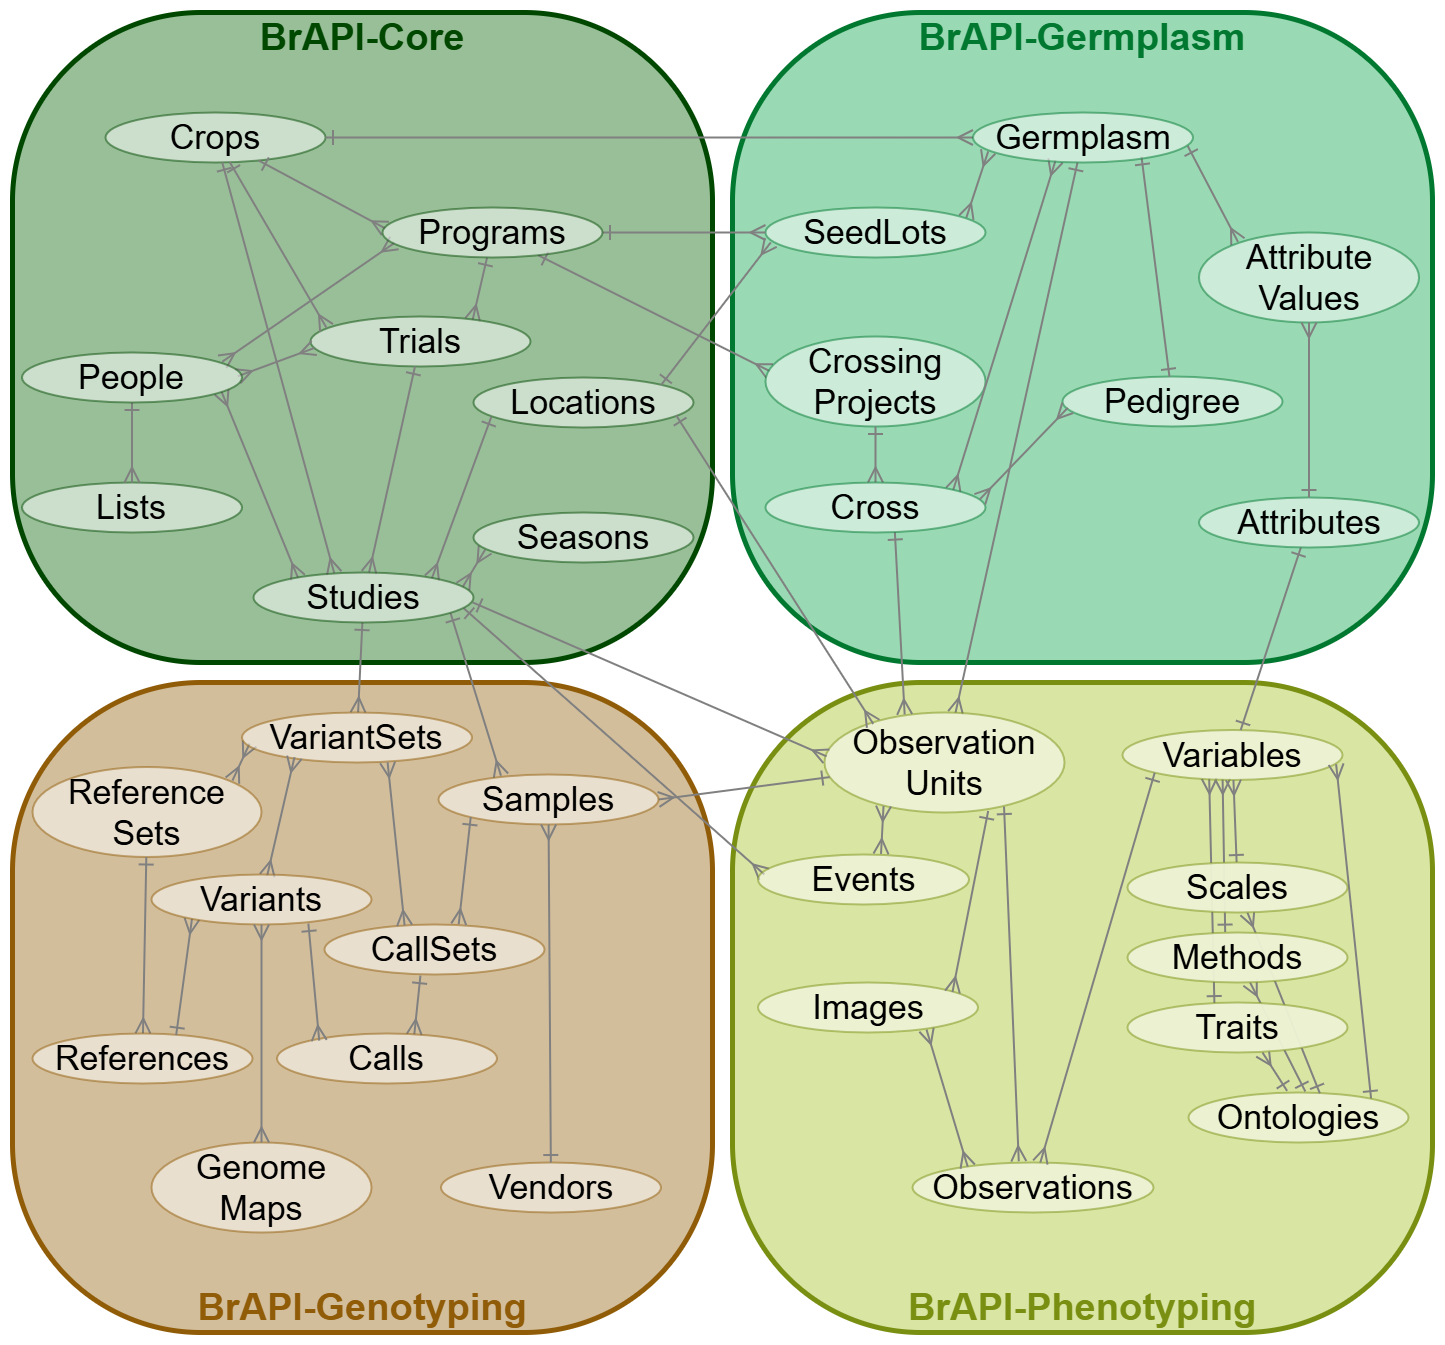 BrAPI-Core
Crops
Programs
Trials
People
Locations
Lists
Seasons
Studies
BrAPI-Germplasm
Germplasm
SeedLots
Attribute
Values
Crossing
Projects
Pedigree
Cross
Attributes
VariantSets
Reference
Sets
Samples
Variants
CallSets
References
Calls
Genome
Maps
Vendors
BrAPI-Genotyping
Observation
Units
Variables
Events
Scales
Methods
Images
Traits
Ontologies
Observations
BrAPI-Phenotyping